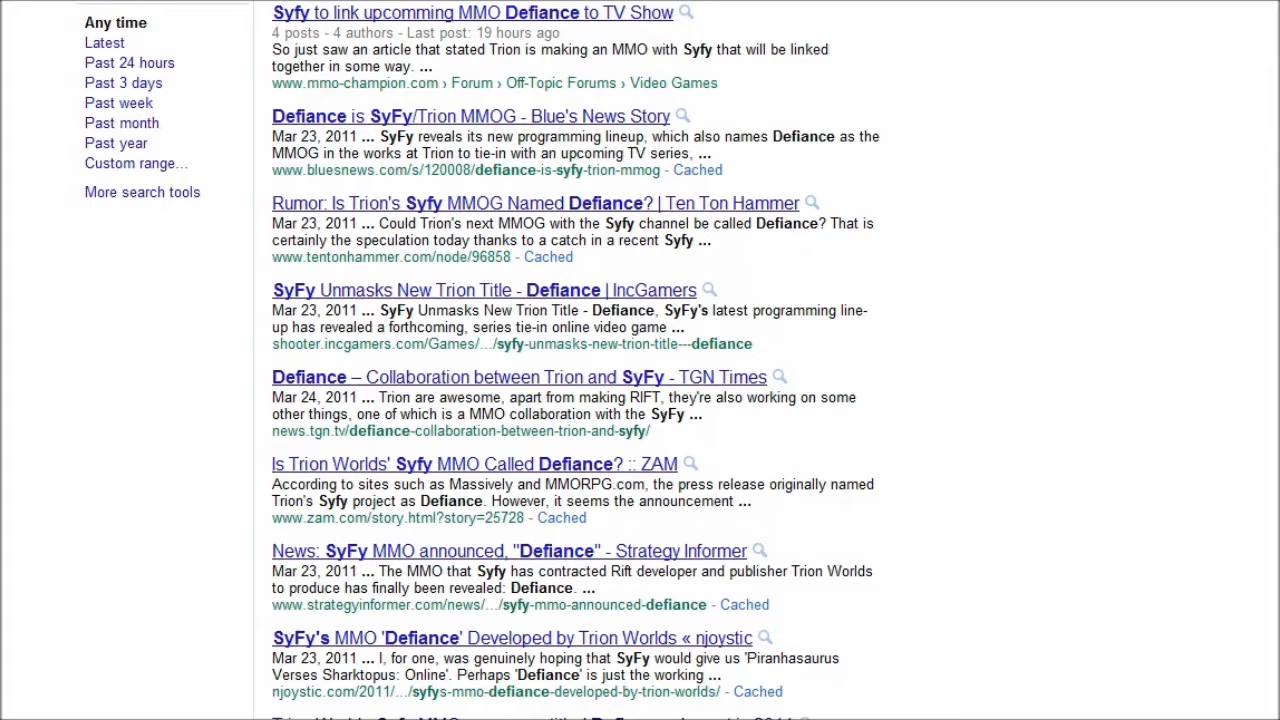 Any time
Latest
Past 24 hours
Past 3 days
Past week
Past month
Past year
Custom range...
More search tools
Syfy to link upcomming MMO Defiance to TV Show
4 posts - 4 authors - Last post: 19 hours ago
So just saw an article that stated Trion is making an MMO with Syfy that will be linked
together in some way. ...
www.mmo-champion.com › Forum › Off-Topic Forums › Video Games
Defiance is SyFy/Trion MMOG - Blue's News Story
Mar 23, 2011 ... SyFy reveals its new programming lineup, which also names Defiance as the
MMOG in the works at Trion to tie-in with an upcoming TV series, ...
www.bluesnews.com/s/120008/defiance-is-syfy-trion-mmog - Cached
Rumor: Is Trion's Syfy MMOG Named Defiance? | Ten Ton Hammer
Mar 23, 2011 ... Could Trion's next MMOG with the Syfy channel be called Defiance? That is
certainly the speculation today thanks to a catch in a recent Syfy ...
www.tentonhammer.com/node/96858 - Cached
SyFy Unmasks New Trion Title - Defiance | IncGamers
Mar 23, 2011 ... SyFy Unmasks New Trion Title - Defiance, SyFy's latest programming line-
up has revealed a forthcoming, series tie-in online video game ...
shooter.incgamers.com/Games/.../syfy-unmasks-new-trion-title---defiance
Defiance – Collaboration between Trion and SyFy - TGN Times
Mar 24, 2011 ... Trion are awesome, apart from making RIFT, they're also working on some
other things, one of which is a MMO collaboration with the SyFy ...
news.tgn.tv/defiance-collaboration-between-trion-and-syfy/
Is Trion Worlds' Syfy MMO Called Defiance? :: ZAM
According to sites such as Massively and MMORPG.com, the press release originally named
Trion's Syfy project as Defiance. However, it seems the announcement ...
www.zam.com/story.html?story=25728 - Cached
News: SyFy MMO announced, "Defiance" - Strategy Informer
Mar 23, 2011 ... The MMO that Syfy has contracted Rift developer and publisher Trion Worlds
to produce has finally been revealed: Defiance. ...
www.strategyinformer.com/news/.../syfy-mmo-announced-defiance - Cached
SyFy's MMO 'Defiance' Developed by Trion Worlds « njoystic
Mar 23, 2011 ... I, for one, was genuinely hoping that SyFy would give us 'Piranhasaurus
Verses Sharktopus: Online'. Perhaps 'Defiance' is just the working ...
njoystic.com/2011/.../syfys-mmo-defiance-developed-by-trion-worlds/ - Cached